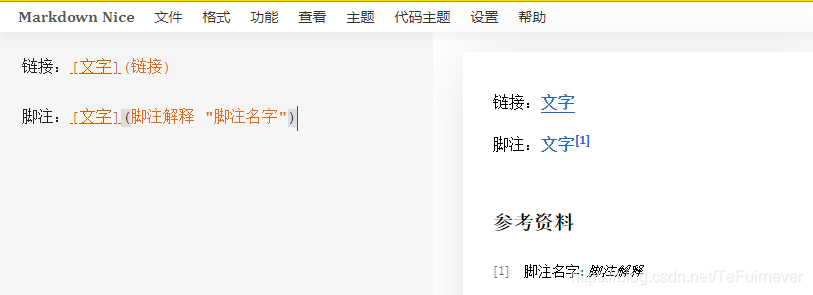 Markdown Nice 文件 格式 功能 查看 主题 代码主题 设置 帮助
链接：[文字](链接)
脚注：[文字](脚注解释 "脚注名字")
链接：文字
脚注：文字[1]
参考资料
[1] 脚注名字: 脚注解释
https://blog.csdn.net/TeFuirnever